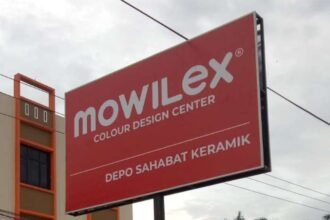 MOWILEX®
COLOUR DESIGN CENTER
DEPO SAHABAT KERAMIK